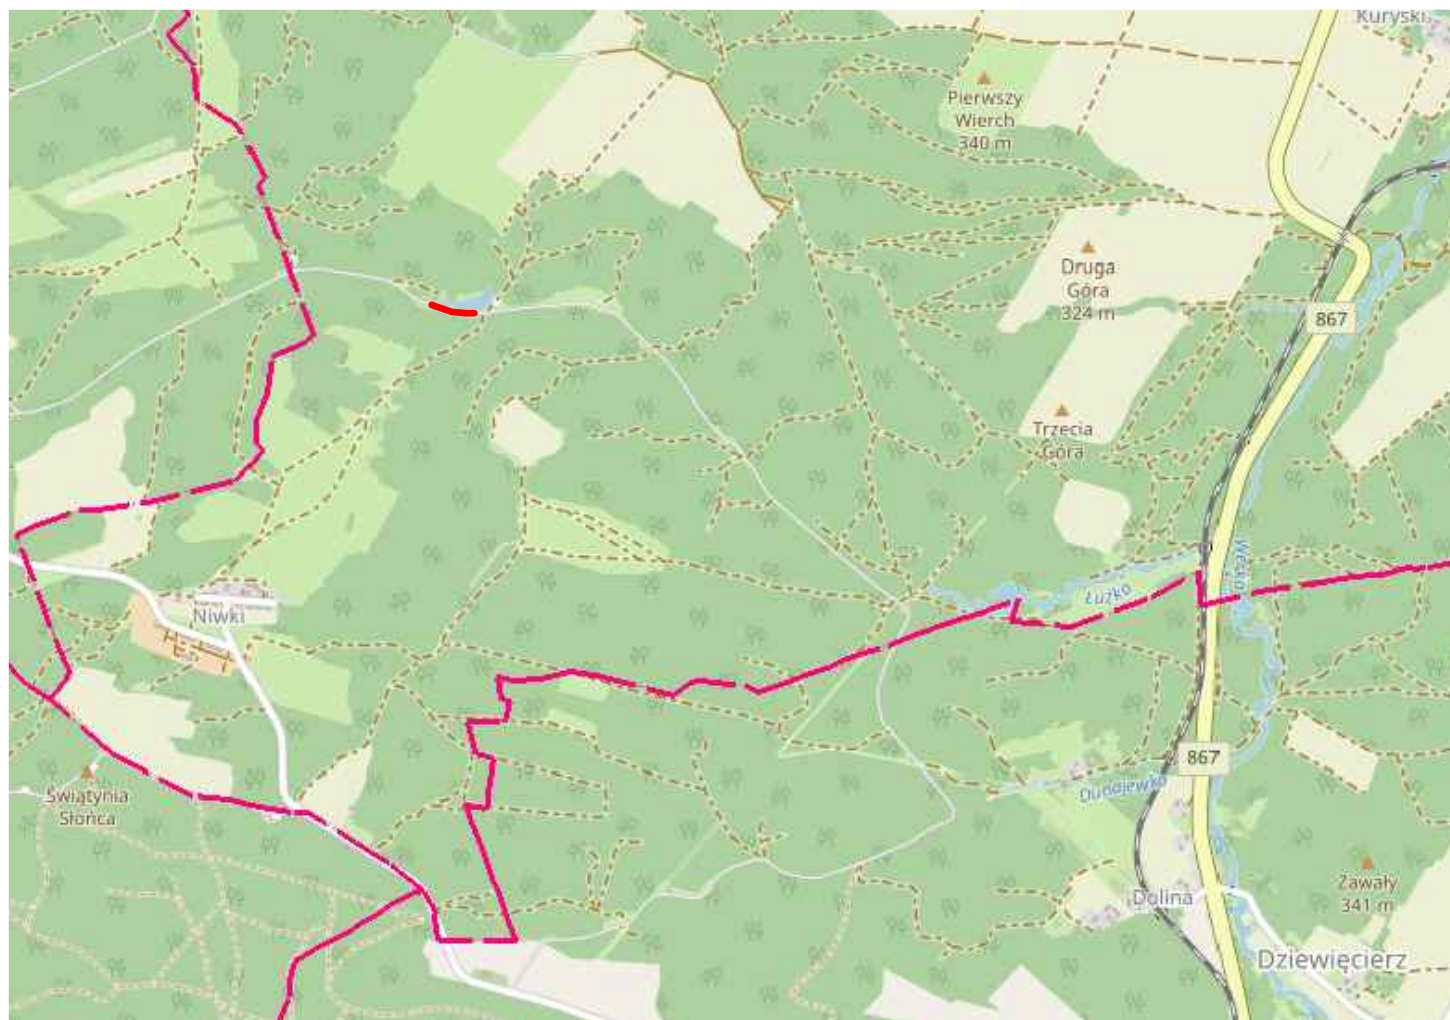 Kuryski
Pierwszy
Wierch
340 m
Druga
Góra
324 m
867
Trzecia
Góra
Wełka
Łużko
Niwki
867
Dunajewko
Świątynia
Słońca
Dolina
Zawały
341 m
Dziewięcierz